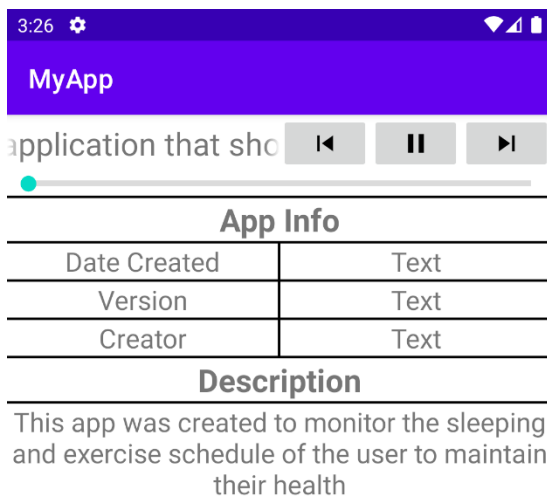 3:26
MyApp
application that sho
App Info
Date Created Text
Version Text
Creator Text
Description
This app was created to monitor the sleeping
and exercise schedule of the user to maintain
their health